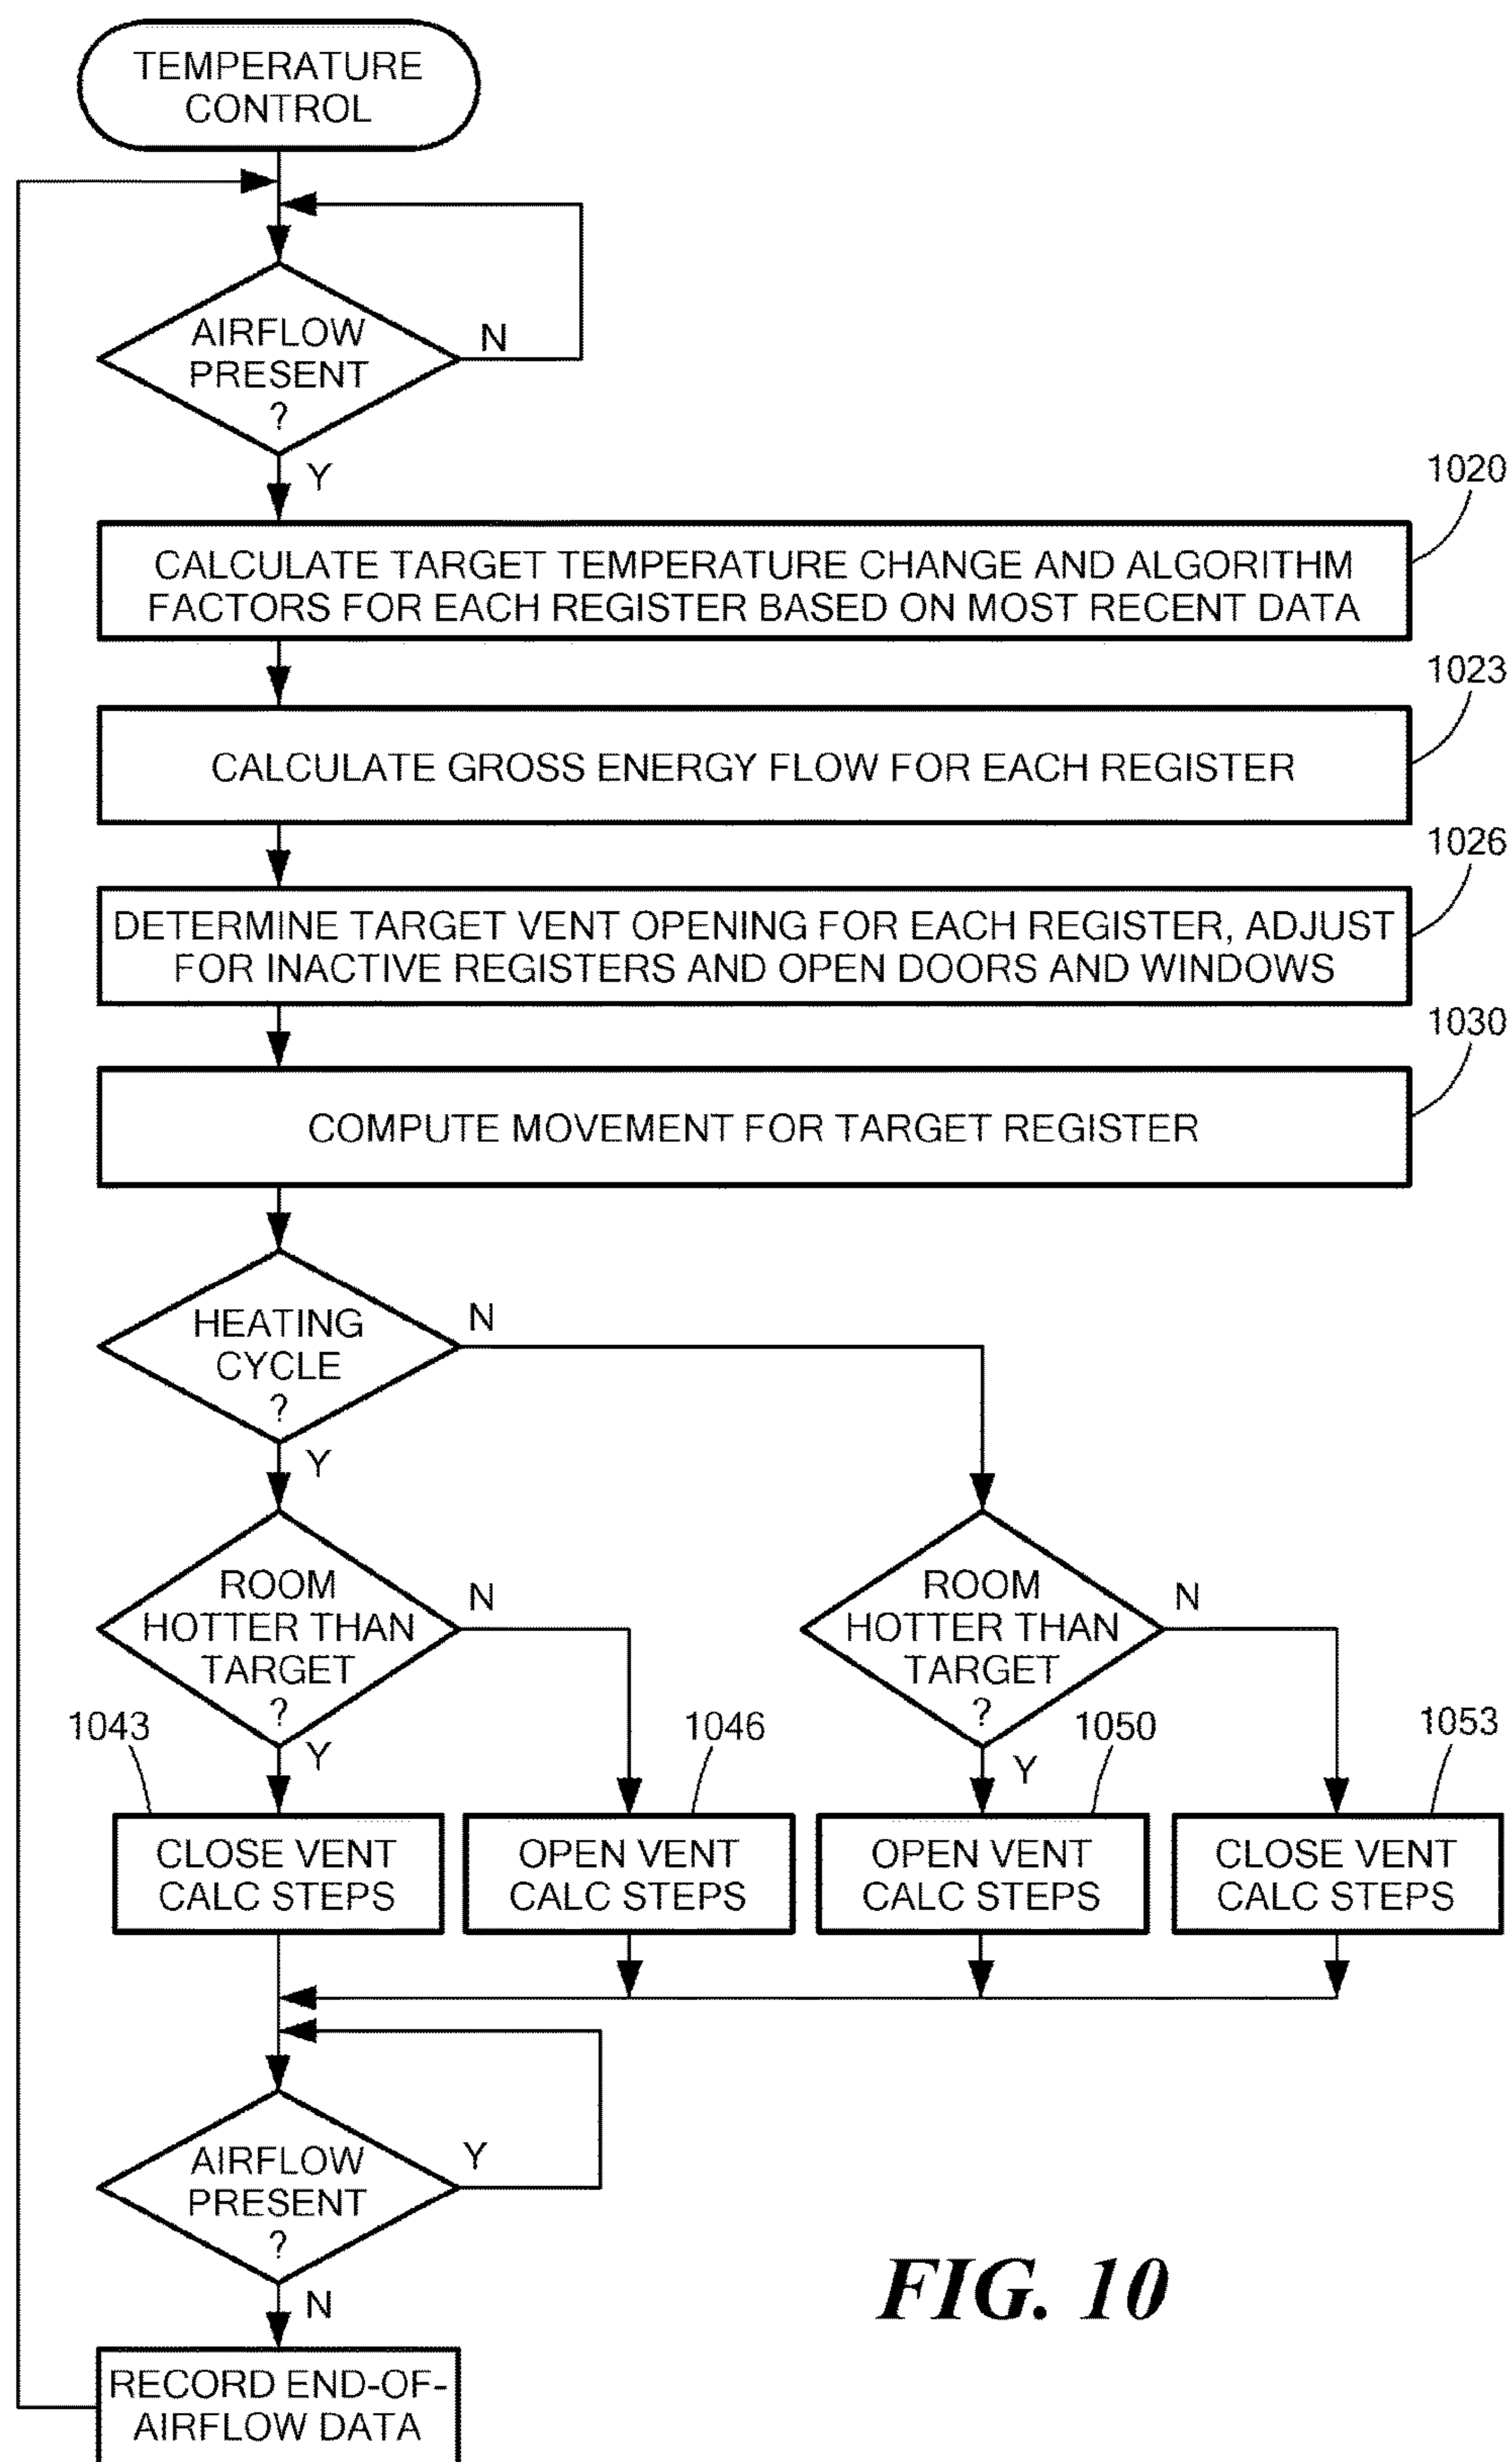 TEMPERATURE
CONTROL
AIRFLOW
PRESENT
?
N
Y
1020
CALCULATE TARGET TEMPERATURE CHANGE AND ALGORITHM
FACTORS FOR EACH REGISTER BASED ON MOST RECENT DATA
1023
CALCULATE GROSS ENERGY FLOW FOR EACH REGISTER
1026
DETERMINE TARGET VENT OPENING FOR EACH REGISTER, ADJUST
FOR INACTIVE REGISTERS AND OPEN DOORS AND WINDOWS
1030
COMPUTE MOVEMENT FOR TARGET REGISTER
HEATING
CYCLE
?
N
Y
ROOM
HOTTER THAN
TARGET
?
N
Y
ROOM
HOTTER THAN
TARGET
?
N
Y
1043
CLOSE VENT
CALC STEPS
1046
OPEN VENT
CALC STEPS
1050
OPEN VENT
CALC STEPS
1053
CLOSE VENT
CALC STEPS
AIRFLOW
PRESENT
?
Y
N
RECORD END-OF-
AIRFLOW DATA
FIG. 10